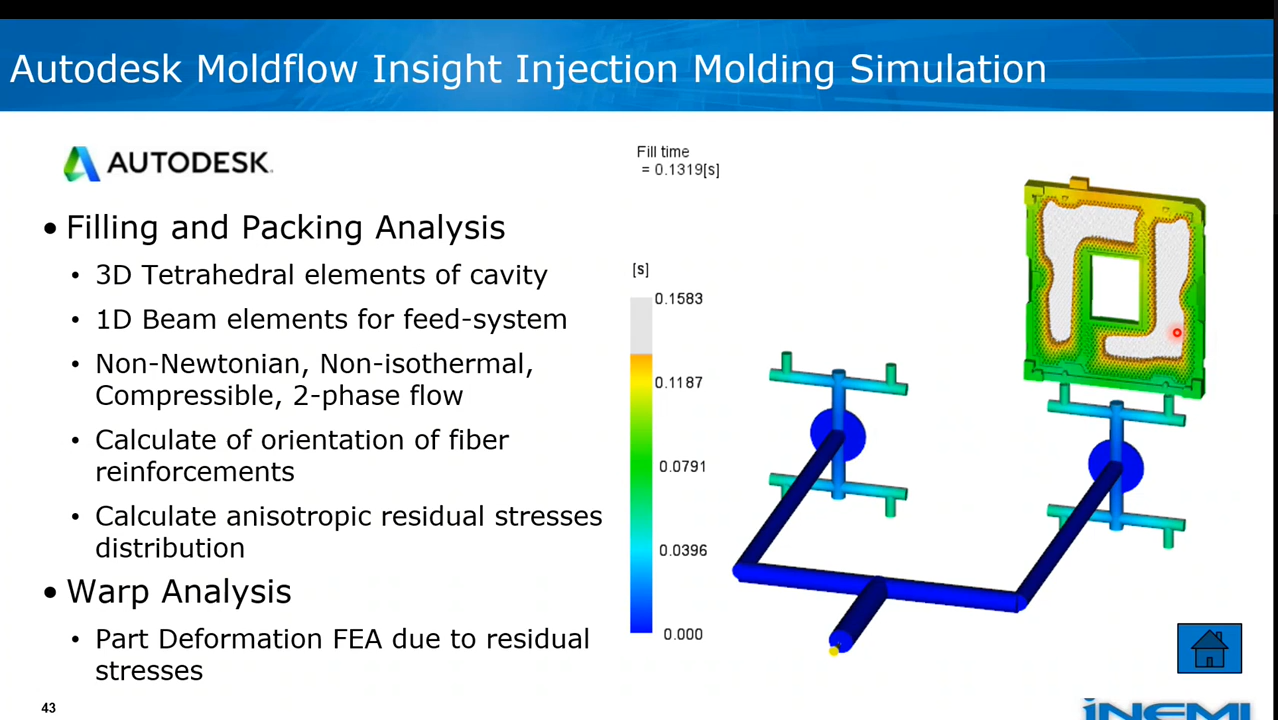 Autodesk Moldflow Insight Injection Molding Simulation
AUTODESK.
• Filling and Packing Analysis
• 3D Tetrahedral elements of cavity
• 1D Beam elements for feed-system
• Non-Newtonian, Non-isothermal,
Compressible, 2-phase flow
• Calculate of orientation of fiber
reinforcements
• Calculate anisotropic residual stresses
distribution
• Warp Analysis
• Part Deformation FEA due to residual
stresses
Fill time
= 0.1319[s]
[s]
0.1583
0.1187
0.0791
0.0396
0.000
43
iNEMI